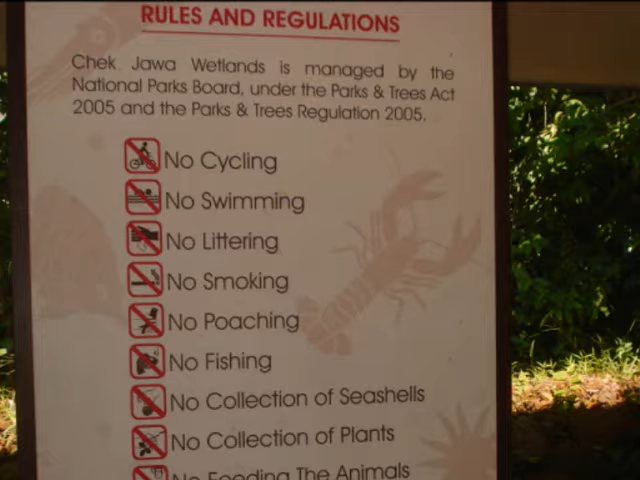 RULES AND REGULATIONS
Chek Jawa Wetlands is managed by the
National Parks Board, under the Parks & Trees Act
2005 and the Parks & Trees Regulation 2005.
No Cycling
No Swimming
No Littering
No Smoking
No Poaching
No Fishing
No Collection of Seashells
No Collection of Plants
No Feeding The Animals